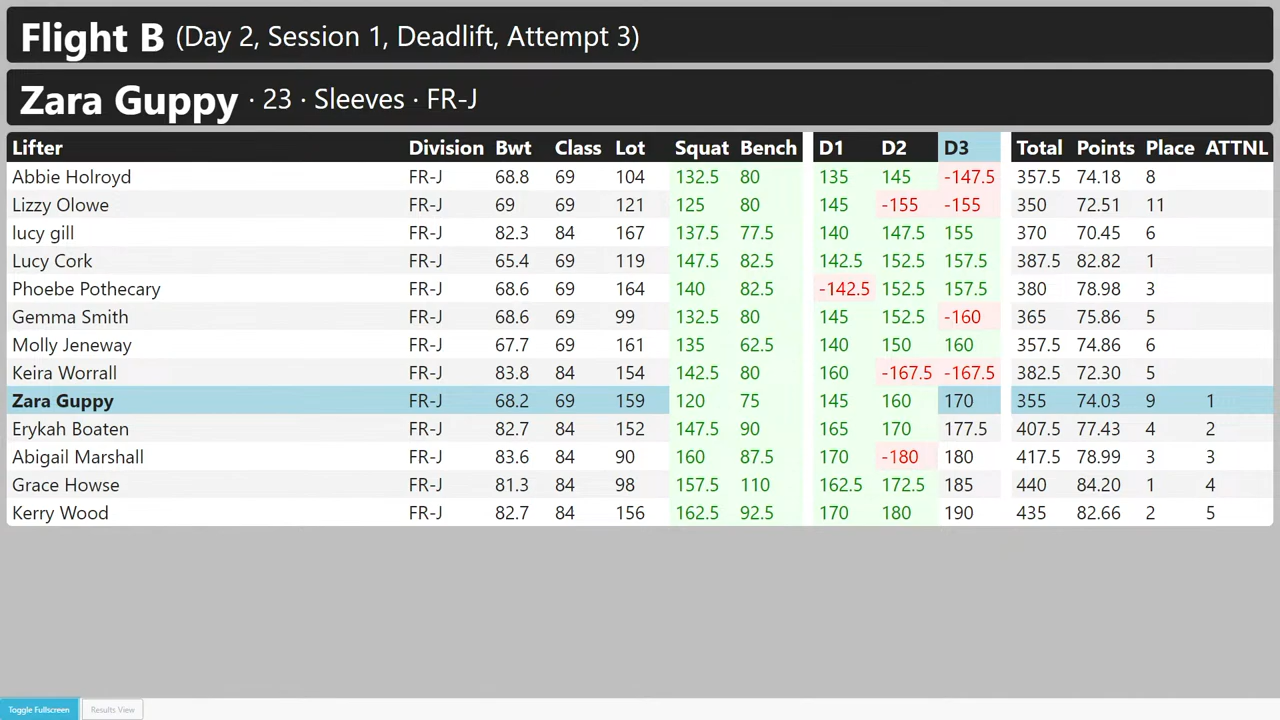 Flight B (Day 2, Session 1, Deadlift, Attempt 3)
Zara Guppy · 23 · Sleeves · FR-J
Lifter Division Bwt Class Lot Squat Bench D1 D2 D3 Total Points Place ATTNL
Abbie Holroyd FR-J 68.8 69 104 132.5 80 135 145 -147.5 357.5 74.18 8
Lizzy Olowe FR-J 69 69 121 125 80 145 -155 -155 350 72.51 11
lucy gill FR-J 82.3 84 167 137.5 77.5 140 147.5 155 370 70.45 6
Lucy Cork FR-J 65.4 69 119 147.5 82.5 142.5 152.5 157.5 387.5 82.82 1
Phoebe Pothecary FR-J 68.6 69 164 140 82.5 -142.5 152.5 157.5 380 78.98 3
Gemma Smith FR-J 68.6 69 99 132.5 80 145 152.5 -160 365 75.86 5
Molly Jeneway FR-J 67.7 69 161 135 62.5 140 150 160 357.5 74.86 6
Keira Worrall FR-J 83.8 84 154 142.5 80 160 -167.5 -167.5 382.5 72.30 5
Zara Guppy FR-J 68.2 69 159 120 75 145 160 170 355 74.03 9 1
Erykah Boaten FR-J 82.7 84 152 147.5 90 165 170 177.5 407.5 77.43 4 2
Abigail Marshall FR-J 83.6 84 90 160 87.5 170 -180 180 417.5 78.99 3 3
Grace Howse FR-J 81.3 84 98 157.5 110 162.5 172.5 185 440 84.20 1 4
Kerry Wood FR-J 82.7 84 156 162.5 92.5 170 180 190 435 82.66 2 5
Toggle Fullscreen Results View